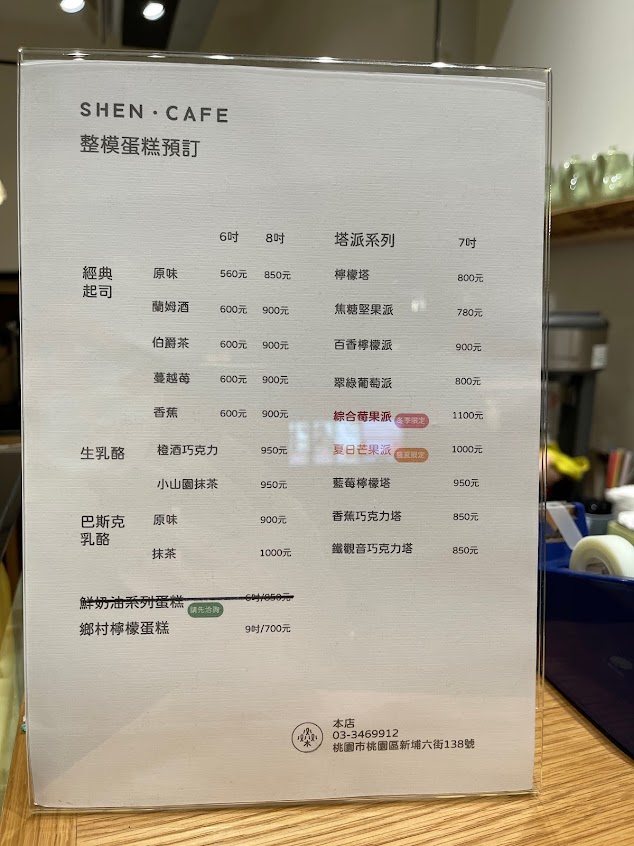 SHEN · CAFE
整模蛋糕預訂
6吋 8吋
經典起司
原味 560元 850元
蘭姆酒 600元 900元
伯爵茶 600元 900元
蔓越莓 600元 900元
香蕉 600元 900元
生乳酪
橙酒巧克力 950元
小山園抹茶 950元
巴斯克乳酪
原味 900元
抹茶 1000元
鮮奶油系列蛋糕 請先洽詢 6吋/850元
鄉村檸檬蛋糕 9吋/700元
塔派系列 7吋
檸檬塔 800元
焦糖堅果派 780元
百香檸檬派 900元
翠綠葡萄派 800元
綜合莓果派 冬季限定 1100元
夏日芒果派 1000元
藍莓檸檬塔 950元
香蕉巧克力塔 850元
鐵觀音巧克力塔 850元
本店
03-3469912
桃園市桃園區新埔六街138號